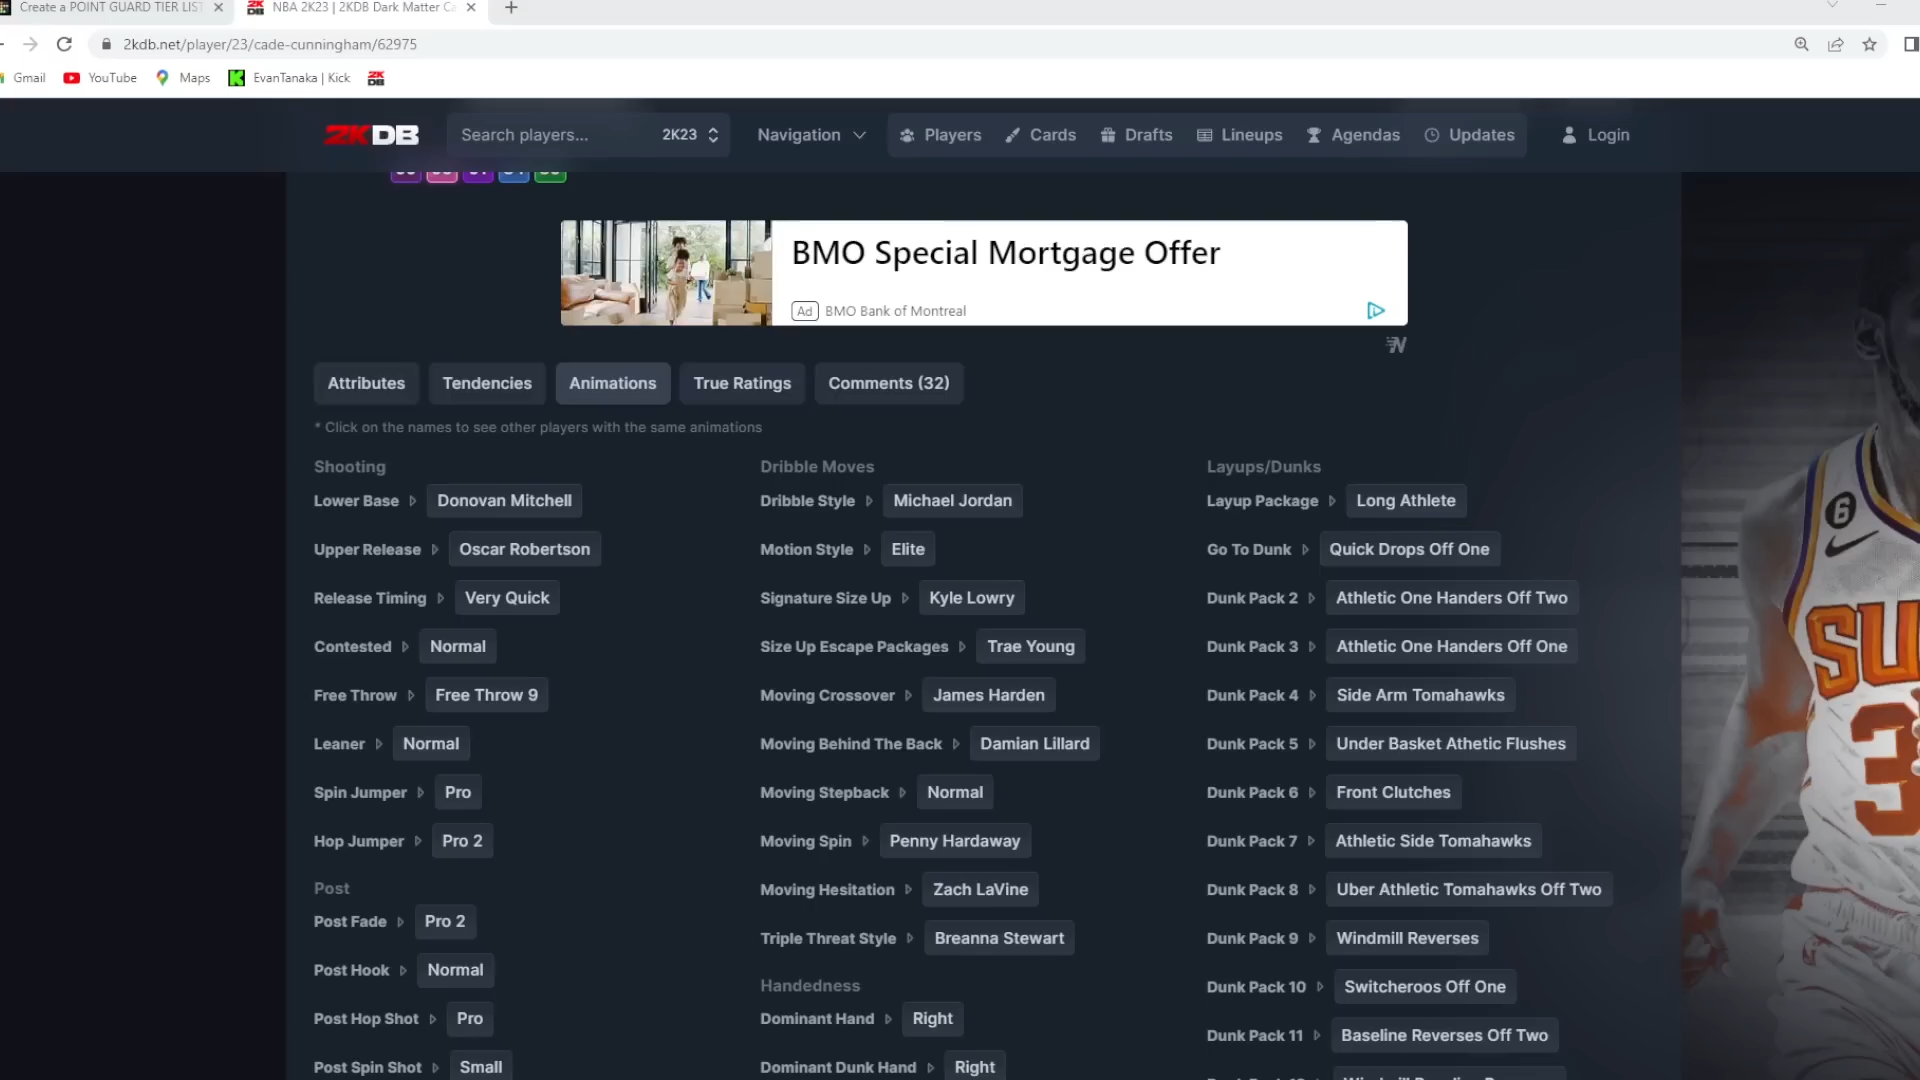 Create a POINT GUARD TIER LIST
NBA 2K23 | 2KDB Dark Matter Ca
2kdb.net/player/23/cade-cunningham/62975
Gmail
YouTube
Maps
EvanTanaka | Kick
2KDB
2KDB
Search players...
2K23
Navigation
Players
Cards
Drafts
Lineups
Agendas
Updates
Login
BMO Special Mortgage Offer
Ad BMO Bank of Montreal
Attributes
Tendencies
Animations
True Ratings
Comments (32)
* Click on the names to see other players with the same animations
Shooting
Lower Base Donovan Mitchell
Upper Release Oscar Robertson
Release Timing Very Quick
Contested Normal
Free Throw Free Throw 9
Leaner Normal
Spin Jumper Pro
Hop Jumper Pro 2
Post
Post Fade Pro 2
Post Hook Normal
Post Hop Shot Pro
Post Spin Shot Small
Dribble Moves
Dribble Style Michael Jordan
Motion Style Elite
Signature Size Up Kyle Lowry
Size Up Escape Packages Trae Young
Moving Crossover James Harden
Moving Behind The Back Damian Lillard
Moving Stepback Normal
Moving Spin Penny Hardaway
Moving Hesitation Zach LaVine
Triple Threat Style Breanna Stewart
Handedness
Dominant Hand Right
Dominant Dunk Hand Right
Layups/Dunks
Layup Package Long Athlete
Go To Dunk Quick Drops Off One
Dunk Pack 2 Athletic One Handers Off Two
Dunk Pack 3 Athletic One Handers Off One
Dunk Pack 4 Side Arm Tomahawks
Dunk Pack 5 Under Basket Athetic Flushes
Dunk Pack 6 Front Clutches
Dunk Pack 7 Athletic Side Tomahawks
Dunk Pack 8 Uber Athletic Tomahawks Off Two
Dunk Pack 9 Windmill Reverses
Dunk Pack 10 Switcheroos Off One
Dunk Pack 11 Baseline Reverses Off Two
6
SU
3